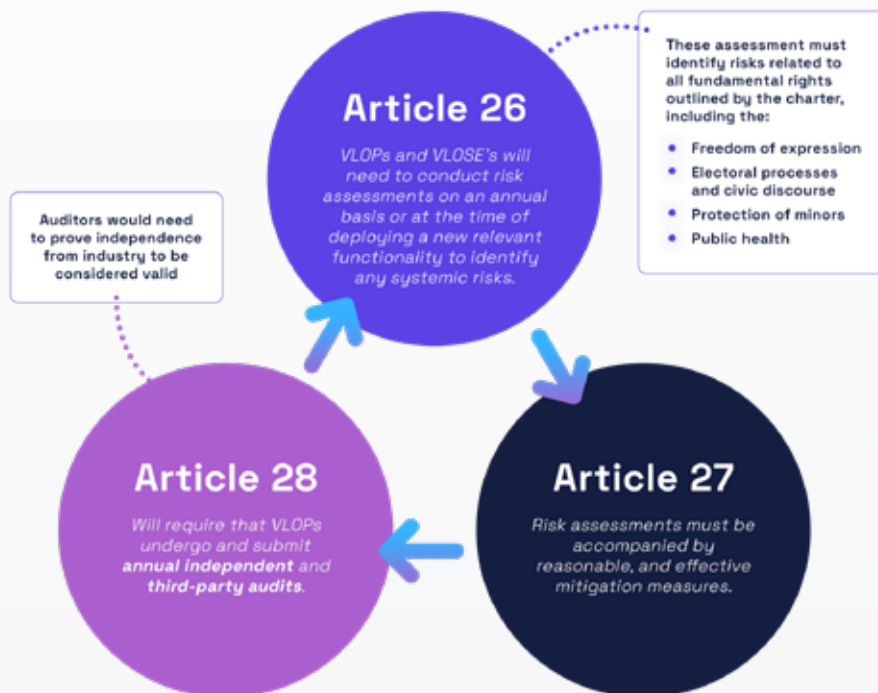 Article 26
VLOPs and VLOSE's will
need to conduct risk
assessments on an annual
basis or at the time of
deploying a new relevant
functionality to identify
any systemic risks.
These assessment must
identify risks related to
all fundamental rights
outlined by the charter,
including the:
Freedom of expression
Electoral processes
and civic discourse
Protection of minors
Public health
Article 27
Risk assessments must be
accompanied by
reasonable, and effective
mitigation measures.
Article 28
Will require that VLOPs
undergo and submit
annual independent and
third-party audits.
Auditors would need
to prove independence
from industry to be
considered valid